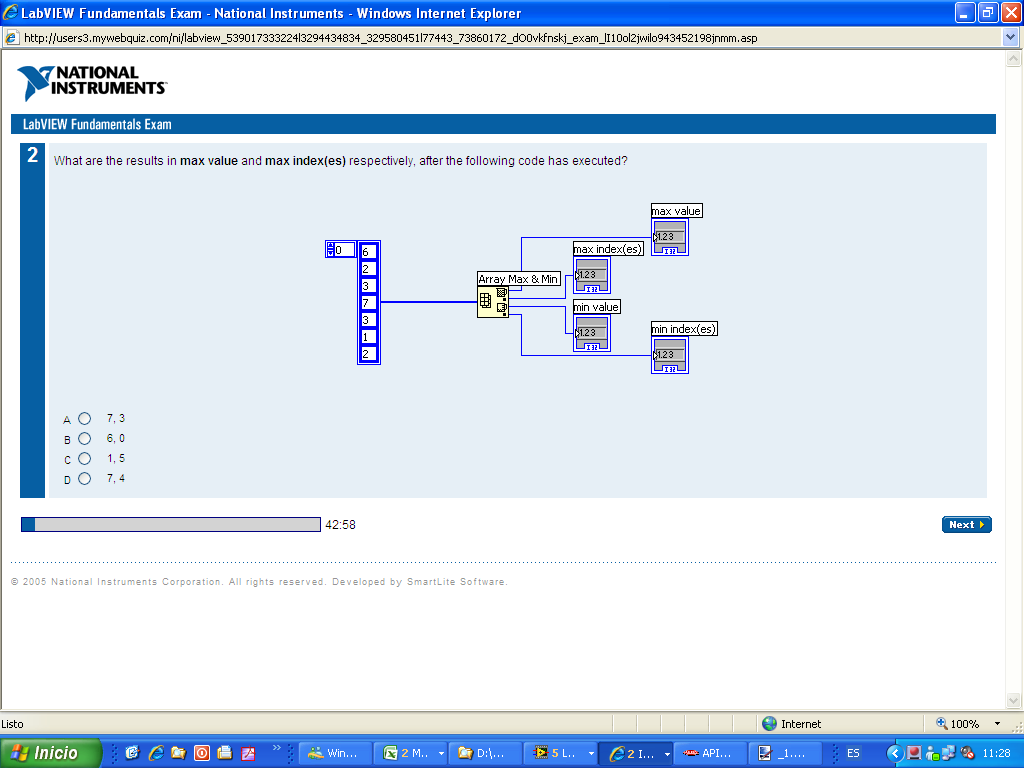 LabVIEW Fundamentals Exam - National Instruments - Windows Internet Explorer
http://users3.mywebquiz.com/ni/labview_539017333224l3294434834_329580451l77443_73860172_dO0vkfnskj_exam_lI10ol2jwilo943452198jnmm.asp
NATIONAL
INSTRUMENTS
LabVIEW Fundamentals Exam
2 What are the results in max value and max index(es) respectively, after the following code has executed?
max value
1.23
I32
max index(es)
1.23
I32
0
6
2
3
7
3
1
2
Array Max & Min
min value
1.23
I32
min index(es)
1.23
I32
A 7, 3
B 6, 0
C 1, 5
D 7, 4
42:58
Next
© 2005 National Instruments Corporation. All rights reserved. Developed by SmartLite Software.
Listo Internet 100%
Inicio Win... 2 M... D:\... 5 L... 2 I... API... _1.... ES 11:28